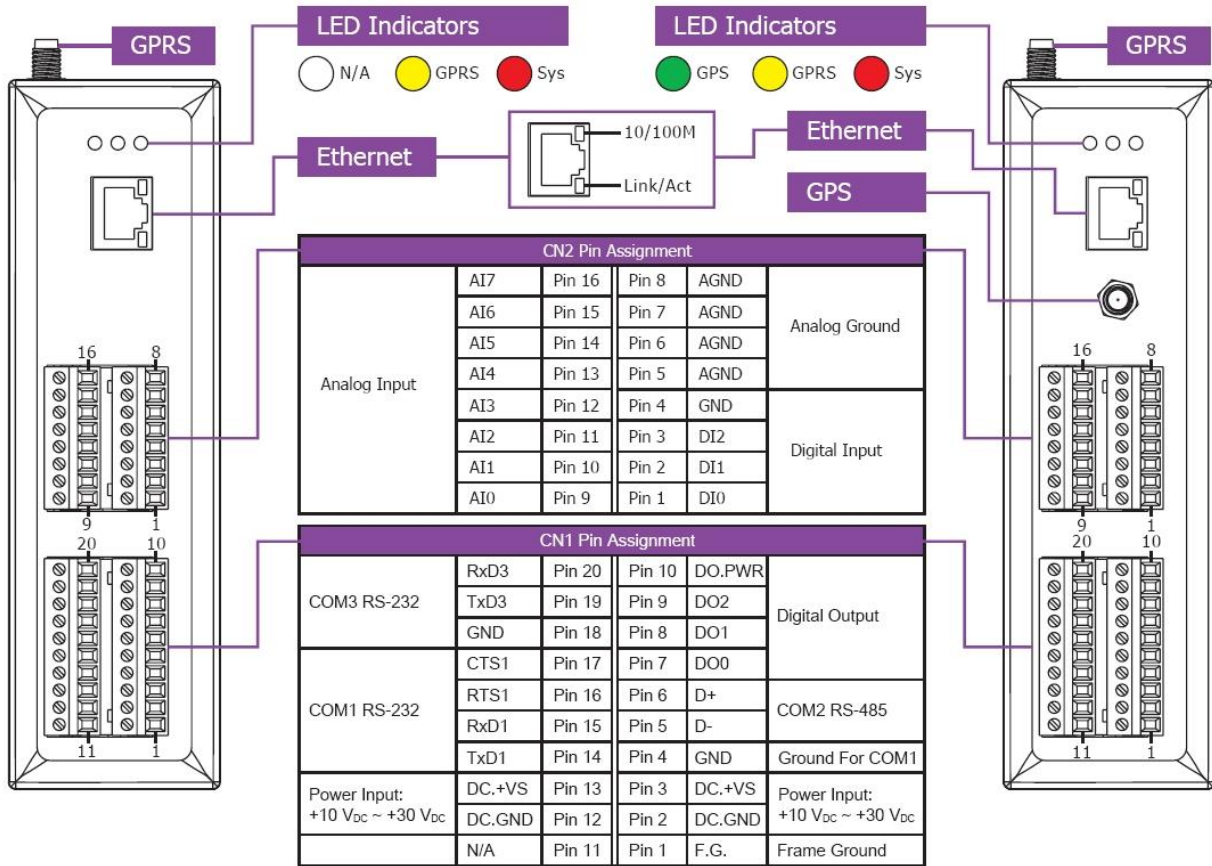 GPRS
LED Indicators
N/A GPRS Sys
LED Indicators
GPS GPRS Sys
GPRS
Ethernet
10/100M
Link/Act
Ethernet
GPS
16 8
9 1
20 10
11 1
CN2 Pin Assignment
Analog Input
AI7 Pin 16 Pin 8 AGND
AI6 Pin 15 Pin 7 AGND
AI5 Pin 14 Pin 6 AGND
AI4 Pin 13 Pin 5 AGND
Analog Ground
AI3 Pin 12 Pin 4 GND
AI2 Pin 11 Pin 3 DI2
AI1 Pin 10 Pin 2 DI1
AI0 Pin 9 Pin 1 DI0
Digital Input
CN1 Pin Assignment
COM3 RS-232
RxD3 Pin 20 Pin 10 DO.PWR
TxD3 Pin 19 Pin 9 DO2
GND Pin 18 Pin 8 DO1
Digital Output
COM1 RS-232
CTS1 Pin 17 Pin 7 DO0
RTS1 Pin 16 Pin 6 D+
RxD1 Pin 15 Pin 5 D-
COM2 RS-485
TxD1 Pin 14 Pin 4 GND Ground For COM1
Power Input:
+10 VDC ~ +30 VDC
DC.+VS Pin 13 Pin 3 DC.+VS
DC.GND Pin 12 Pin 2 DC.GND
Power Input:
+10 VDC ~ +30 VDC
N/A Pin 11 Pin 1 F.G. Frame Ground
16 8
9 1
20 10
11 1